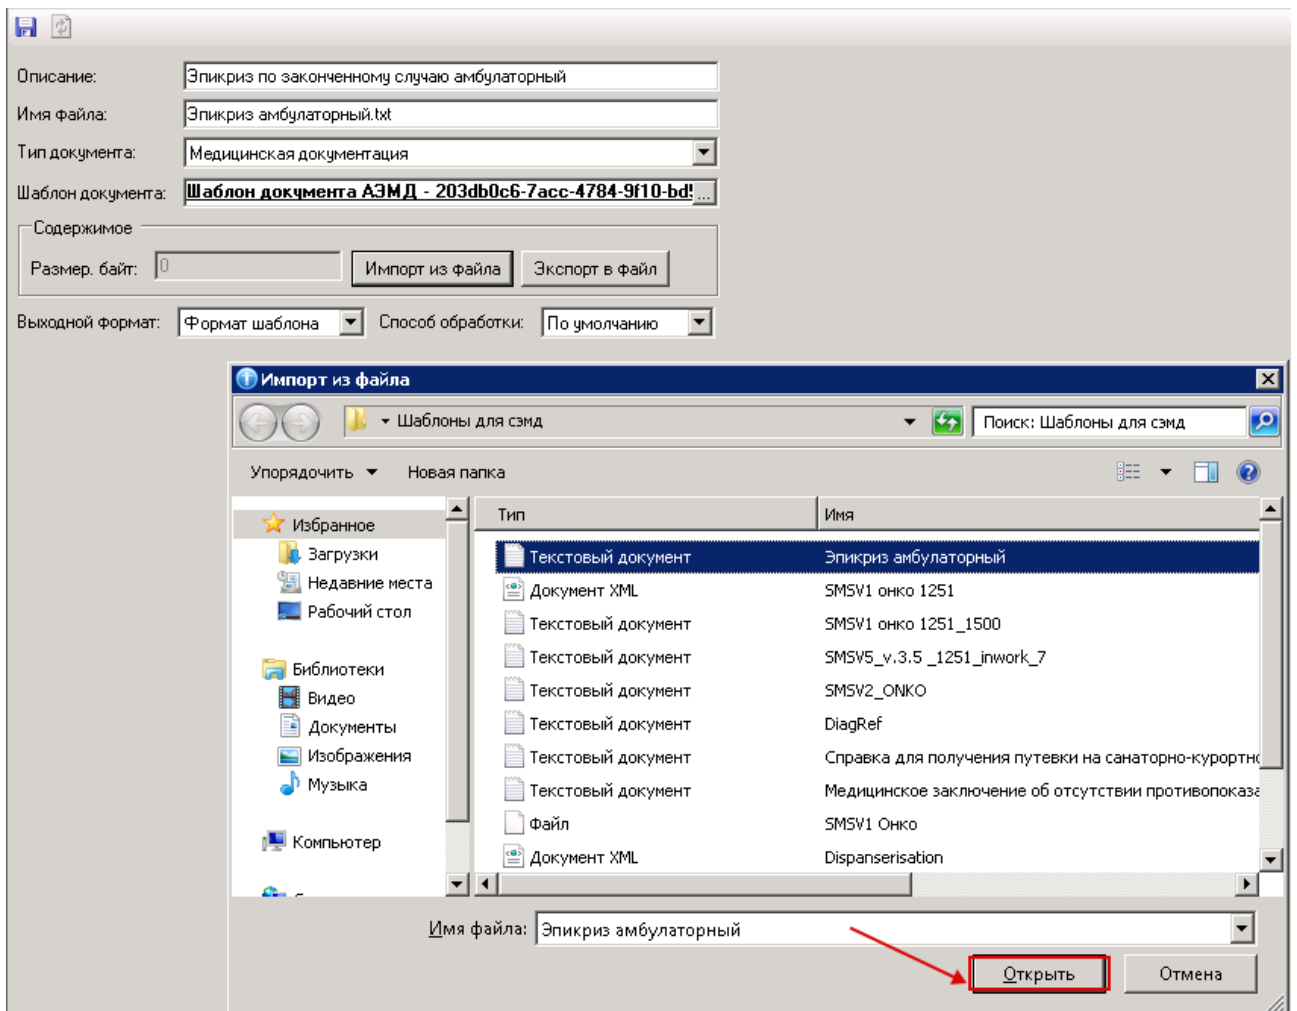 Описание: Эпикриз по законченному случаю амбулаторный
Имя файла: Эпикриз амбулаторный.txt
Тип документа: Медицинская документация
Шаблон документа: Шаблон документа АЭМД - 203db0c6-7acc-4784-9f10-bd! ...
Содержимое
Размер. байт: 0 Импорт из файла Экспорт в файл
Выходной формат: Формат шаблона Способ обработки: По умолчанию
Импорт из файла
Шаблоны для сэмд Поиск: Шаблоны для сэмд
Упорядочить Новая папка
Тип Имя
Избранное
Загрузки
Недавние места
Рабочий стол
Библиотеки
Видео
Документы
Изображения
Музыка
Компьютер
Текстовый документ Эпикриз амбулаторный
Документ XML SMSV1 онко 1251
Текстовый документ SMSV1 онко 1251_1500
Текстовый документ SMSV5_v.3.5 _1251_inwork_7
Текстовый документ SMSV2_ONKO
Текстовый документ DiagRef
Текстовый документ Справка для получения путевки на санаторно-курортн
Текстовый документ Медицинское заключение об отсутствии противопоказа
Файл SMSV1 Онко
Документ XML Dispanserisation
Имя файла: Эпикриз амбулаторный
Открыть Отмена